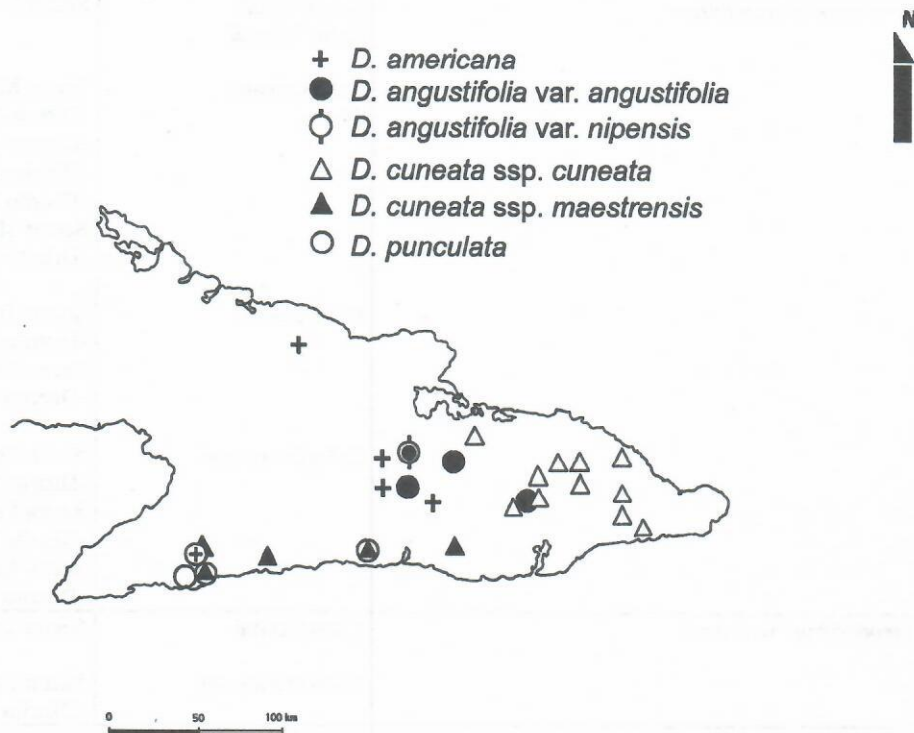 N
+ D. americana
D. angustifolia var. angustifolia
D. angustifolia var. nipensis
D. cuneata ssp. cuneata
D. cuneata ssp. maestrensis
D. punculata
0 50 100 km